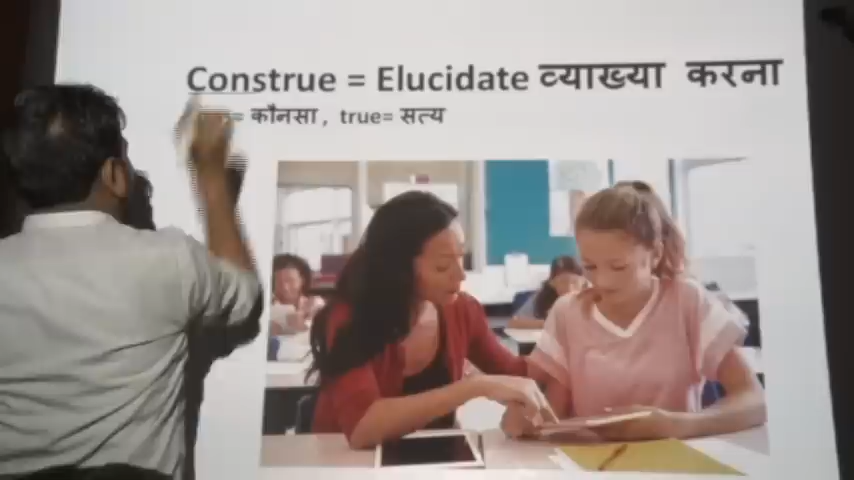 Construe = Elucidate व्याख्या करना
= कौनसा , true= सत्य